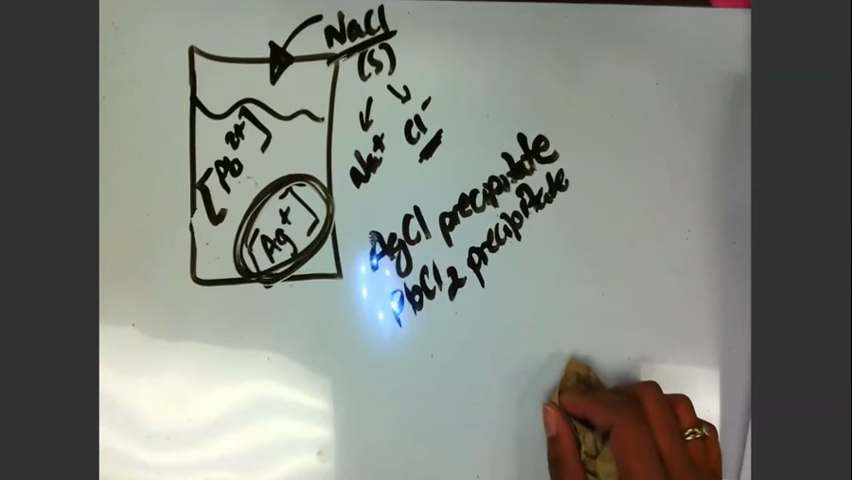 NaCl
(s)
Na+ Cl-
[Pb2+]
[Ag+]
AgCl precipitate
PbCl2 precipitate